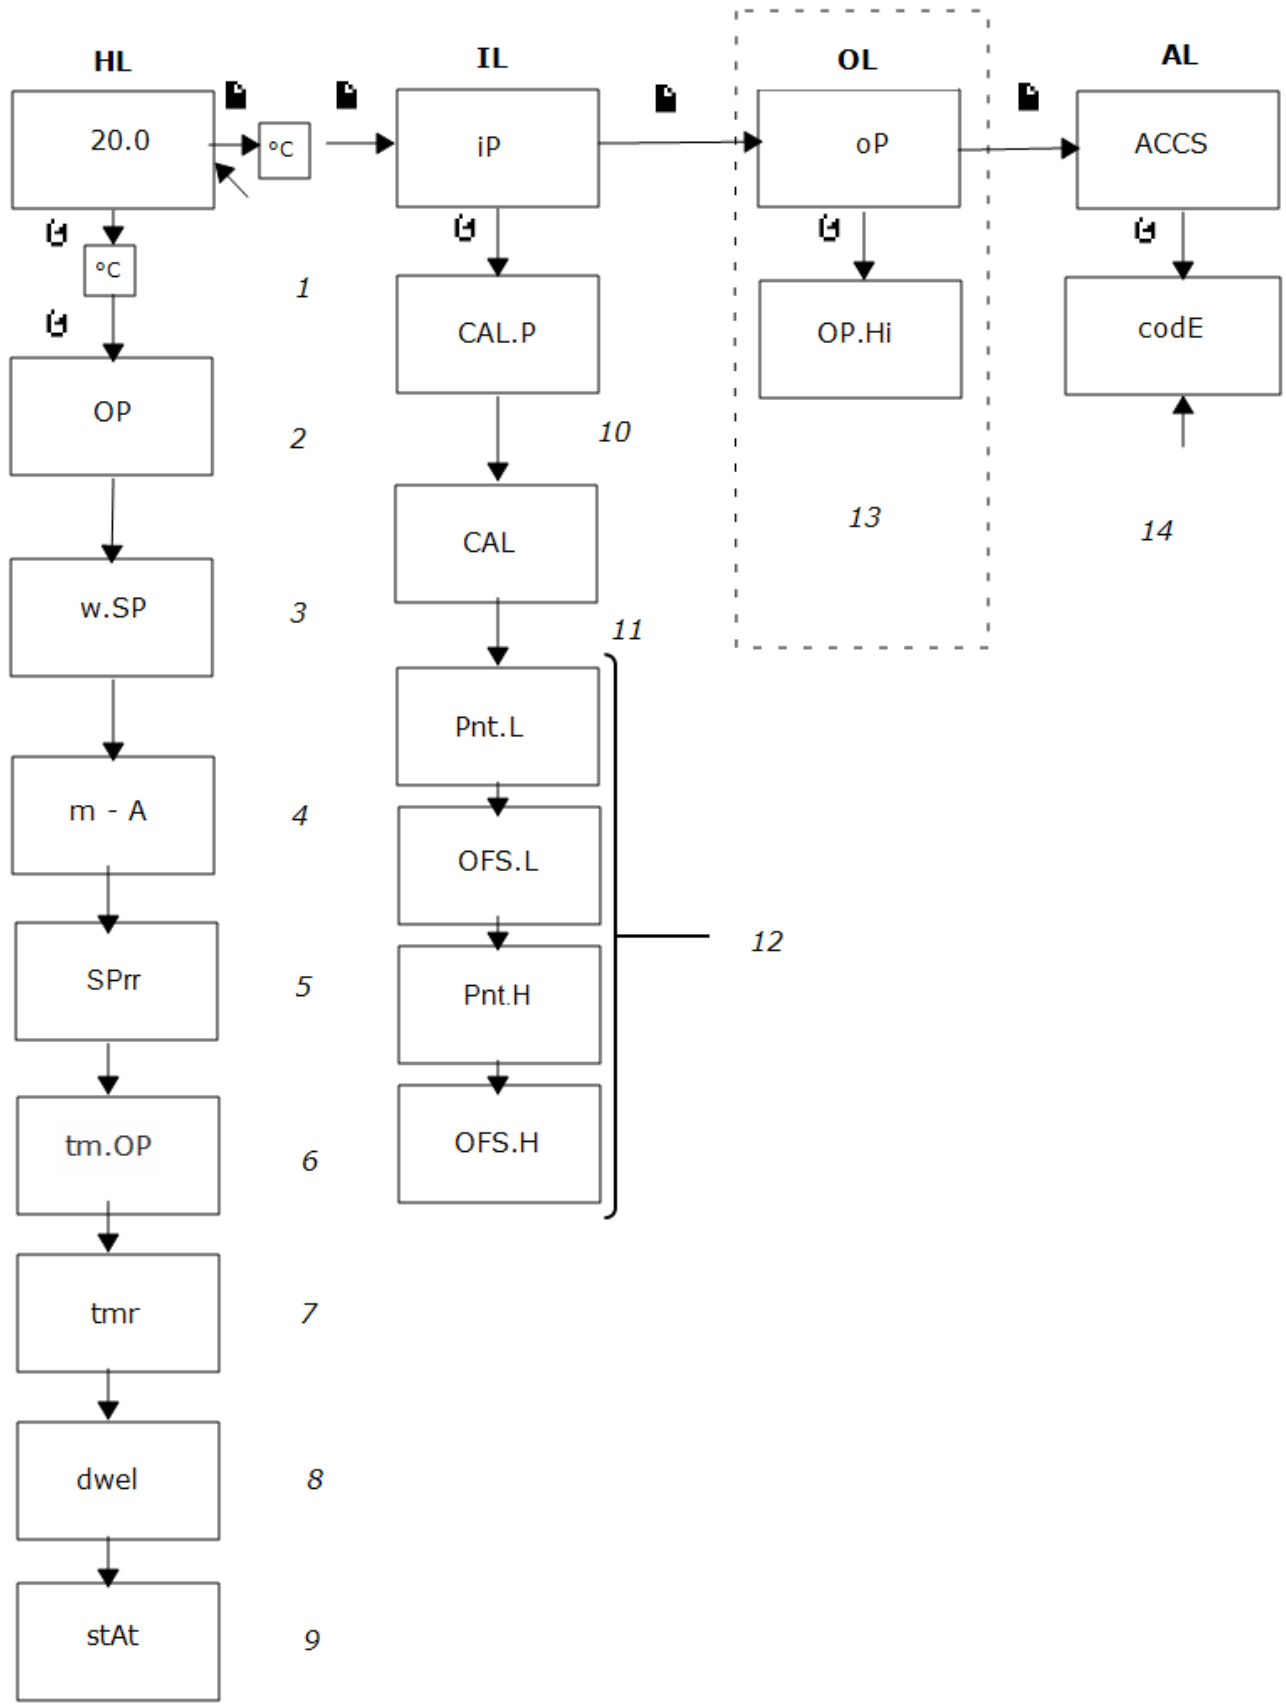 HL
IL
OL
AL
20.0
°C
iP
oP
ACCS
°C
1
CAL.P
OP.Hi
codE
OP
2
10
CAL
13
14
w.SP
3
11
Pnt.L
m - A
4
OFS.L
12
SPrr
5
Pnt.H
tm.OP
6
OFS.H
tmr
7
dwel
8
stAt
9